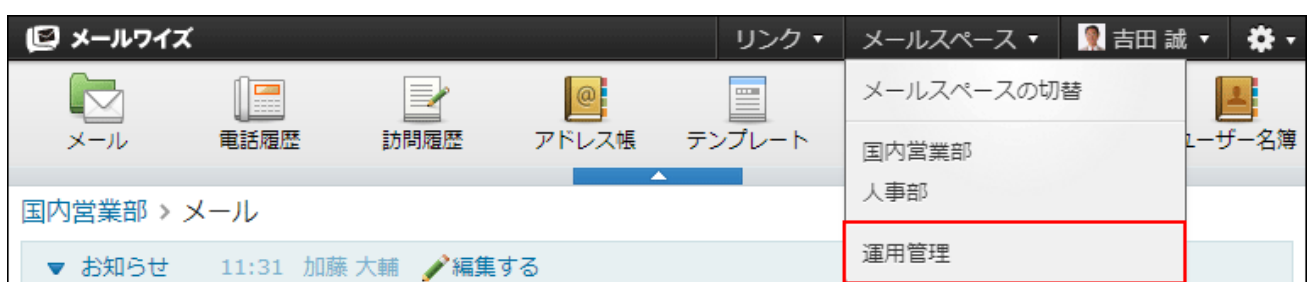 メールワイズ リンク ▼ メールスペース ▼ 吉田 誠 ▼
メール 電話履歴 訪問履歴 アドレス帳 テンプレート ユーザー名簿
メールスペースの切替
国内営業部
人事部
運用管理
国内営業部 > メール
▼ お知らせ 11:31 加藤 大輔 編集する